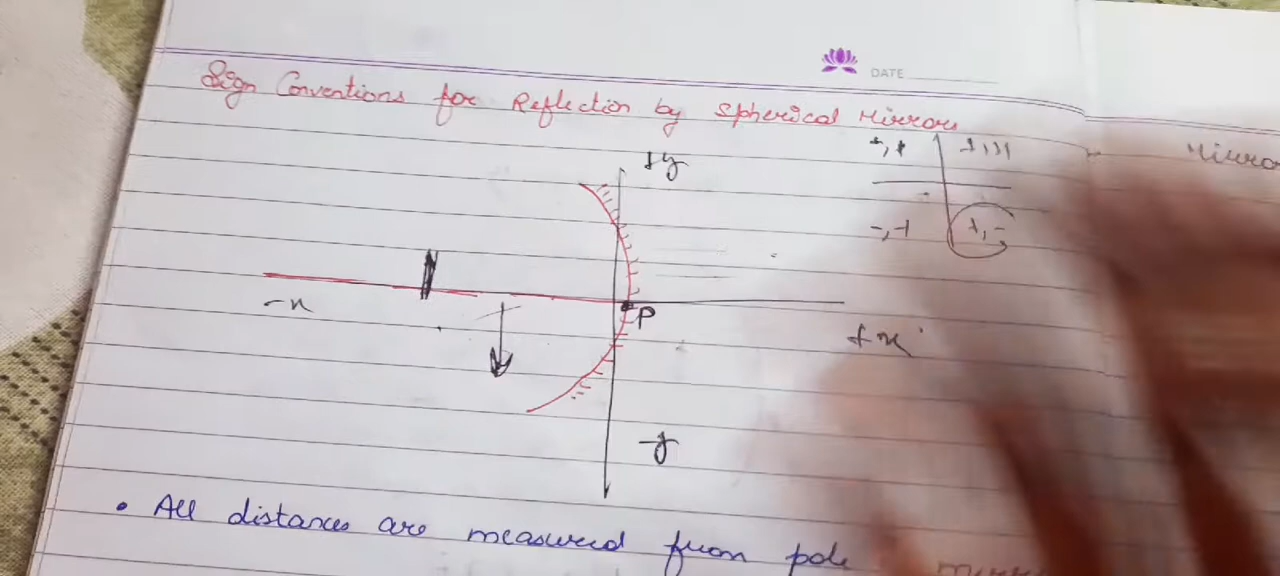 DATE
Sign Conventions for Reflection by Spherical Mirrors
+y
-x
P
+x
-y
• All distances are measured from pole